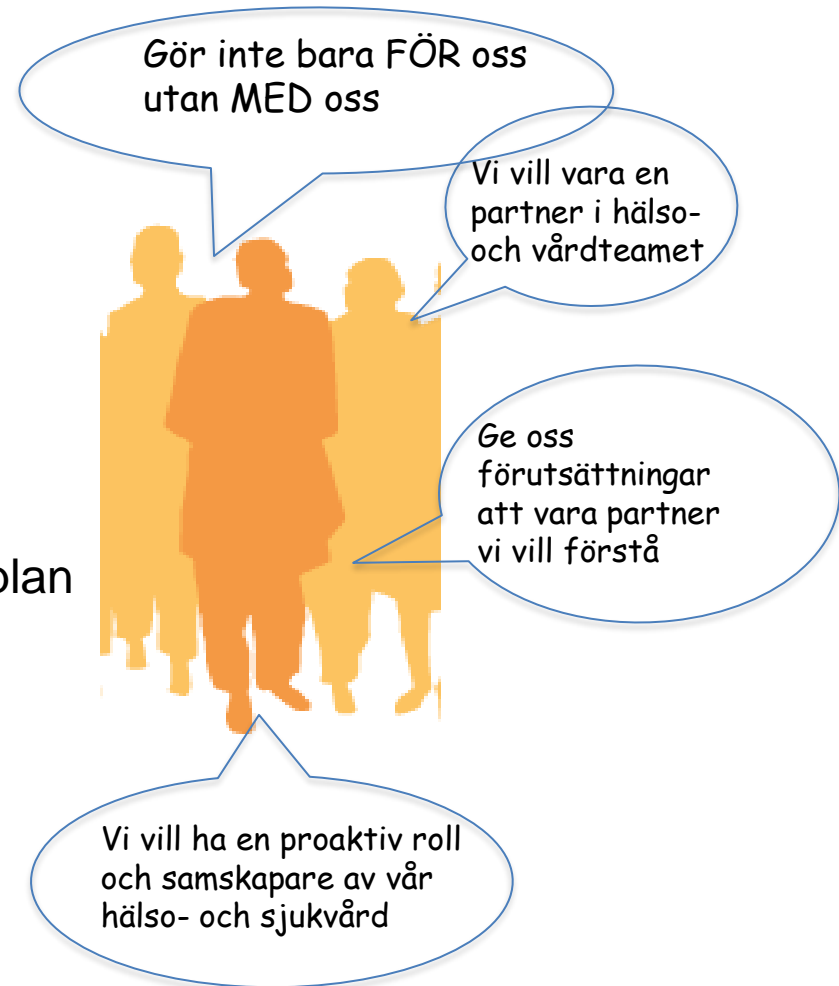 Gör inte bara FÖR oss
utan MED oss
Vi vill vara en
partner i hälso-
och vårdteamet
Ge oss
förutsättningar
att vara partner
vi vill förstå
olan
Vi vill ha en proaktiv roll
och samskapare av vår
hälso- och sjukvård